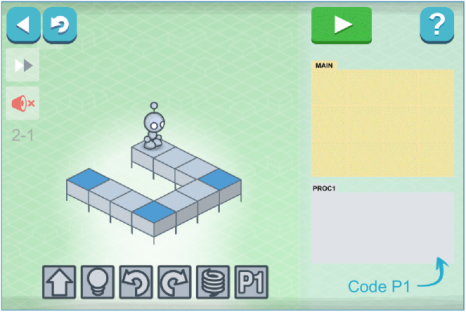 ?
MAIN
2-1
PROC1
Code P1
P1